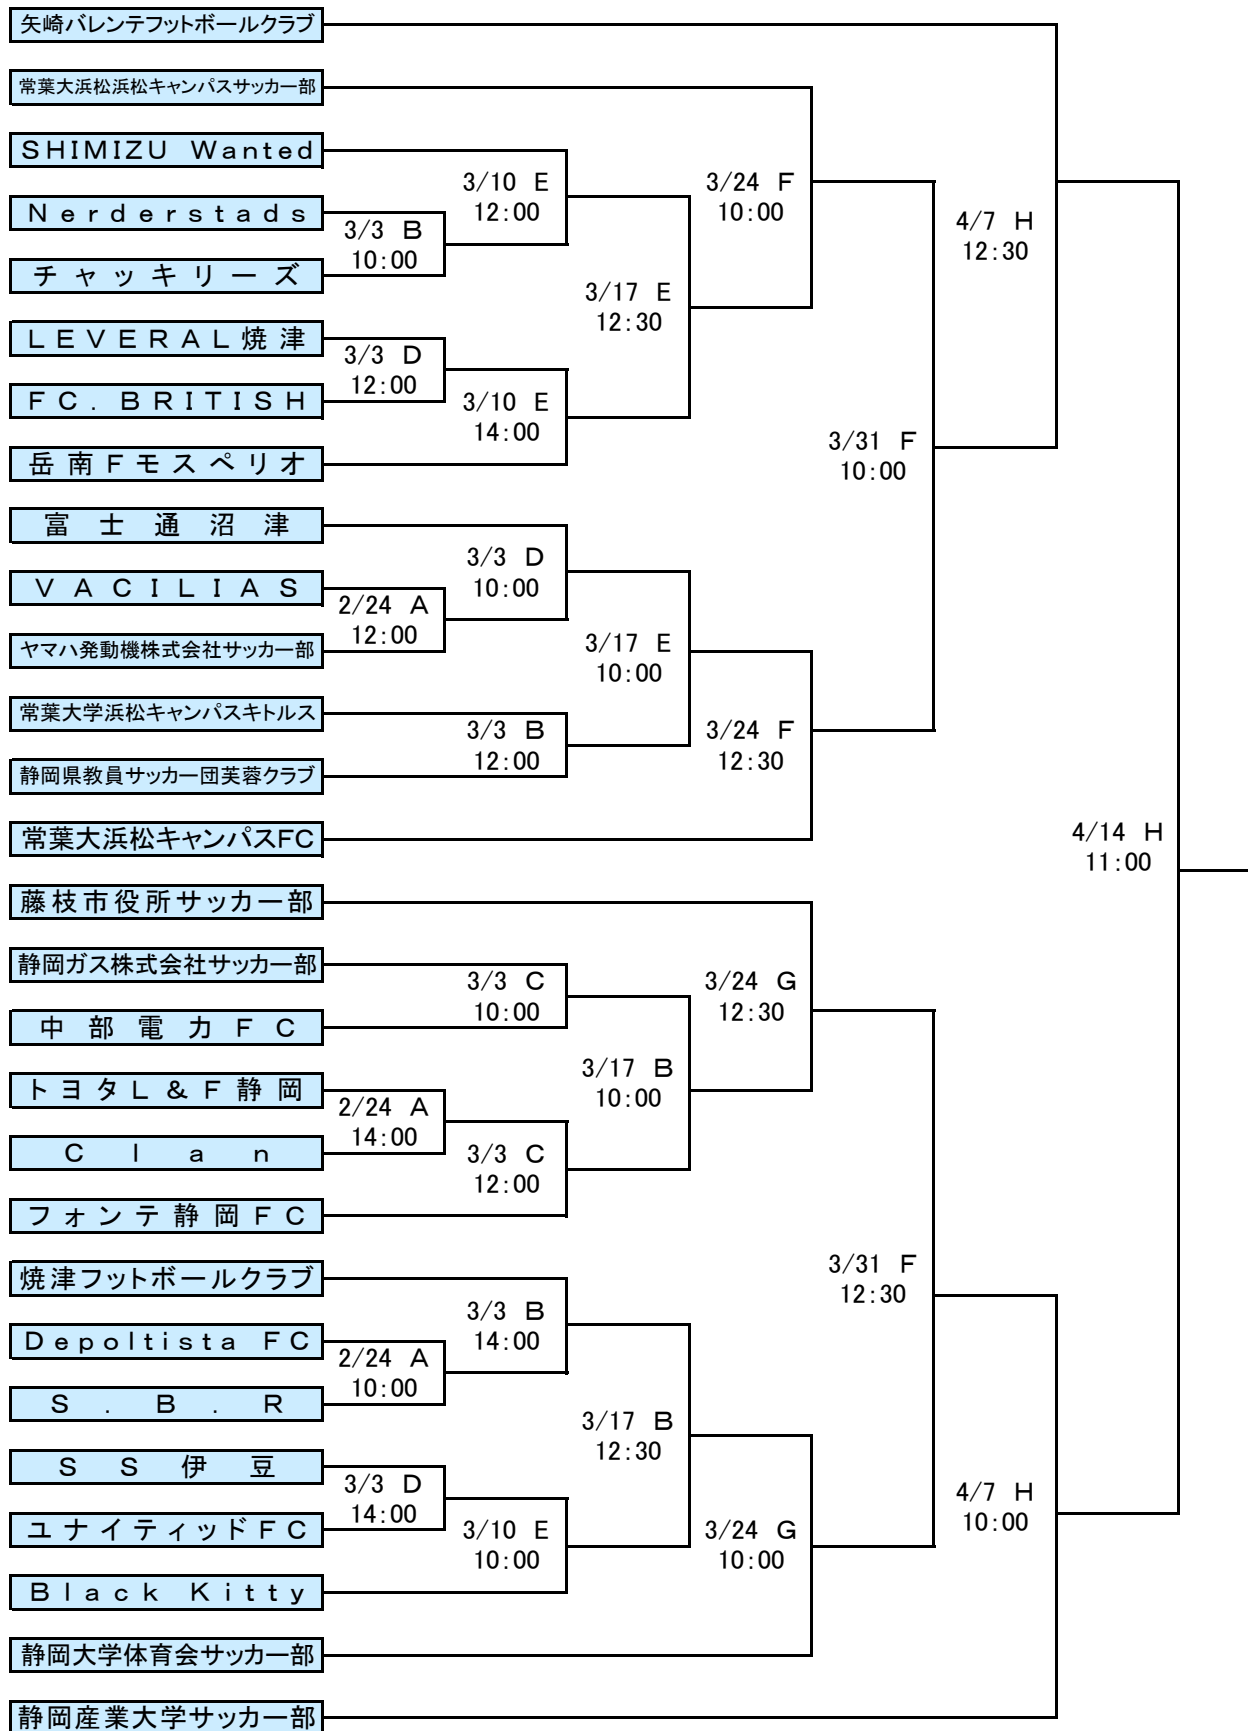 矢崎バレンテフットボールクラブ
常葉大浜松浜松キャンパスサッカー部
SHIMIZU Wanted
3/10 E
12:00
3/24 F
10:00
Nerderstads
3/3 B
10:00
4/7 H
12:30
チャッキリーズ
3/17 E
12:30
LEVERAL焼津
3/3 D
12:00
FC. BRITISH
3/10 E
14:00
3/31 F
10:00
岳南Fモスペリオ
富士通沼津
3/3 D
10:00
VACILIAS
2/24 A
12:00
ヤマハ発動機株式会社サッカー部
3/17 E
10:00
常葉大学浜松キャンパスキトルス
3/3 B
12:00
3/24 F
12:30
静岡県教員サッカー団芙蓉クラブ
常葉大浜松キャンパスFC
4/14 H
11:00
藤枝市役所サッカー部
静岡ガス株式会社サッカー部
3/3 C
10:00
3/24 G
12:30
中部電力FC
3/17 B
10:00
トヨタL&F静岡
2/24 A
14:00
Clan
3/3 C
12:00
フォンテ静岡FC
3/31 F
12:30
焼津フットボールクラブ
3/3 B
14:00
Depoltista FC
2/24 A
10:00
S.B.R
3/17 B
12:30
SS伊豆
3/3 D
14:00
4/7 H
10:00
ユナイティッドFC
3/10 E
10:00
3/24 G
10:00
Black Kitty
静岡大学体育会サッカー部
静岡産業大学サッカー部